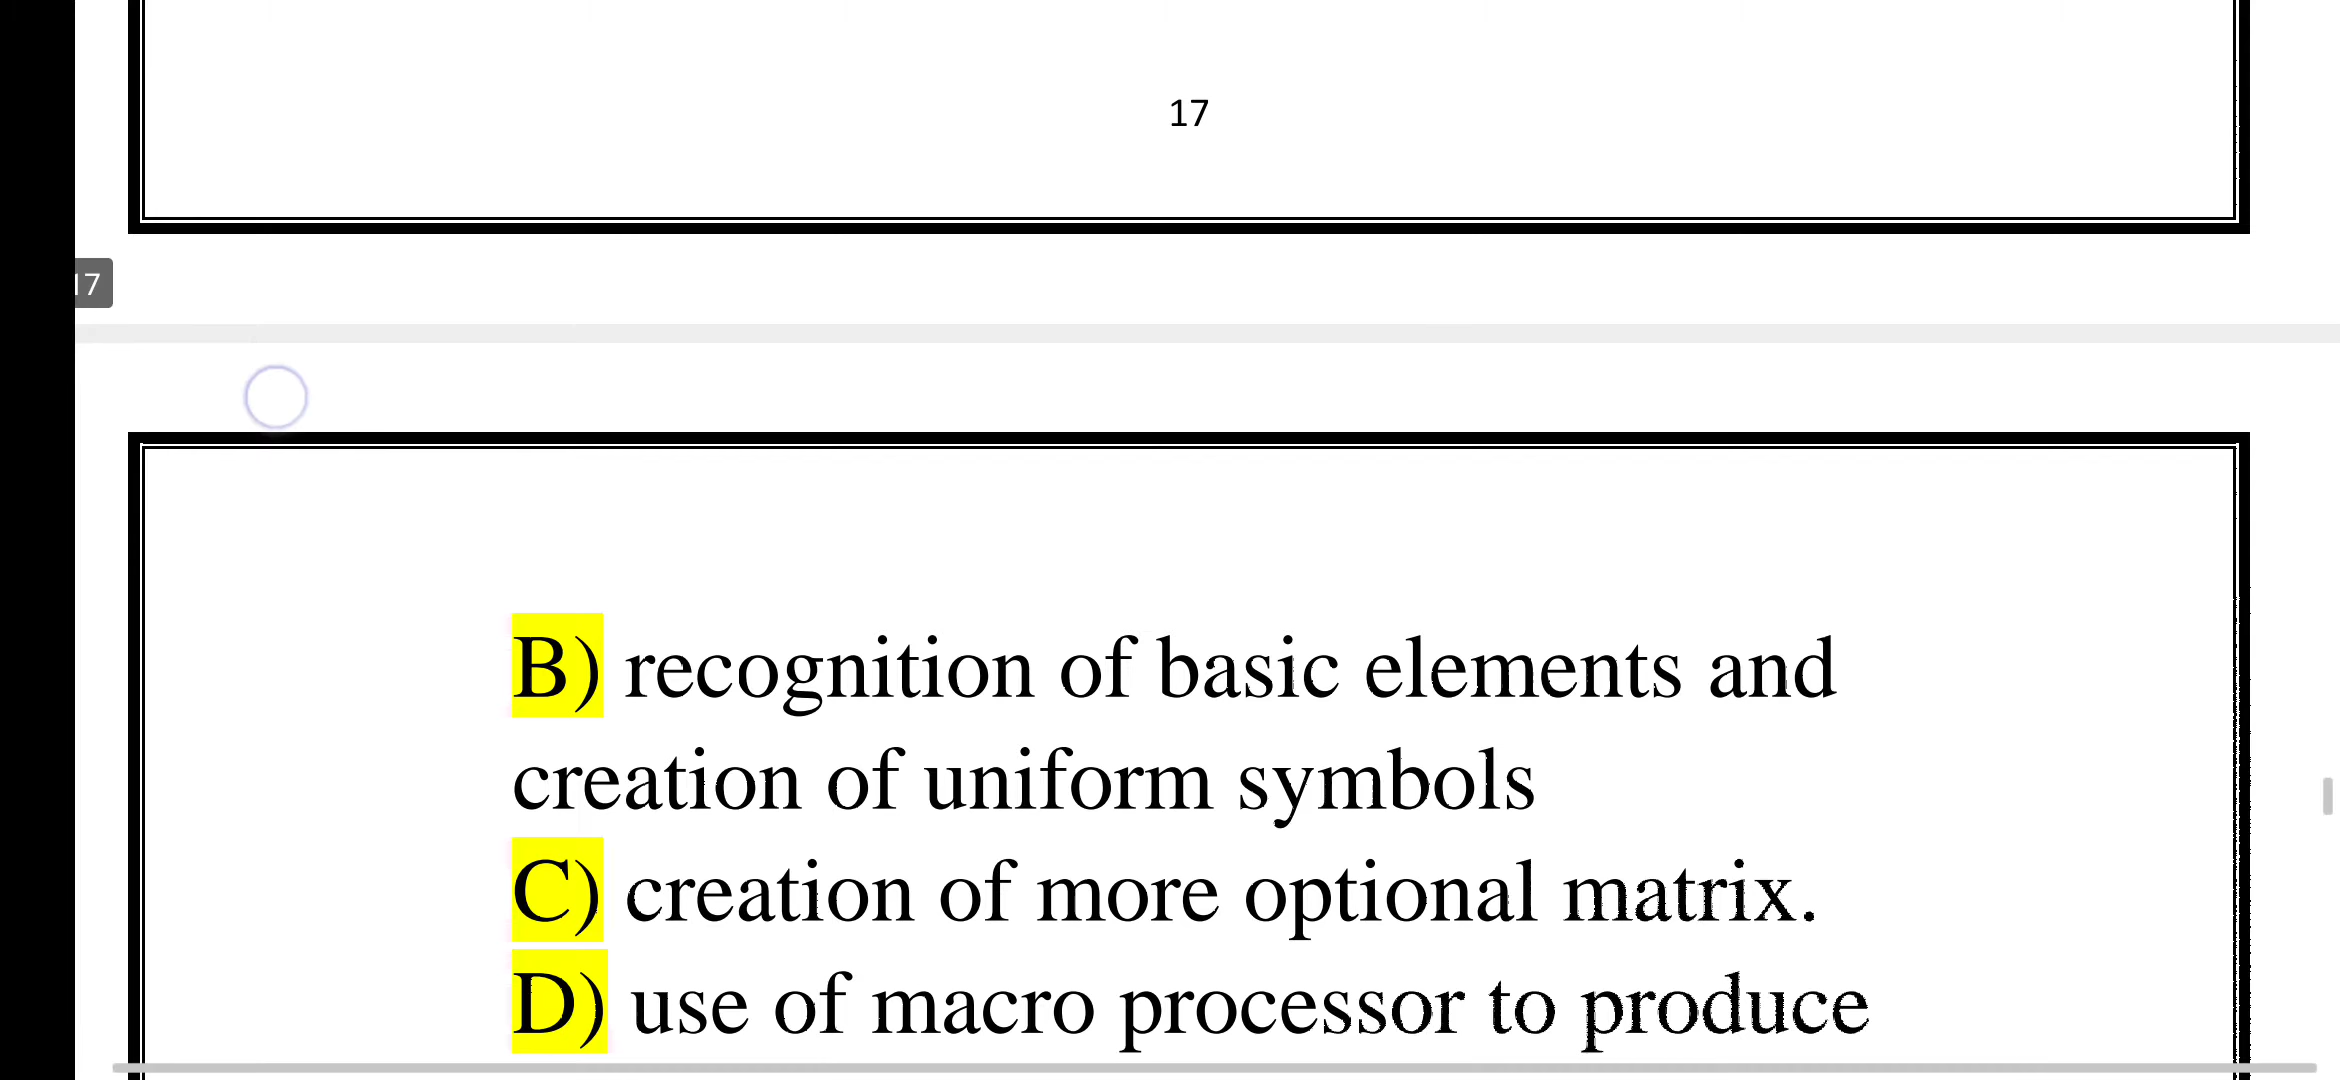 17
17
B) recognition of basic elements and
creation of uniform symbols
C) creation of more optional matrix.
D) use of macro processor to produce